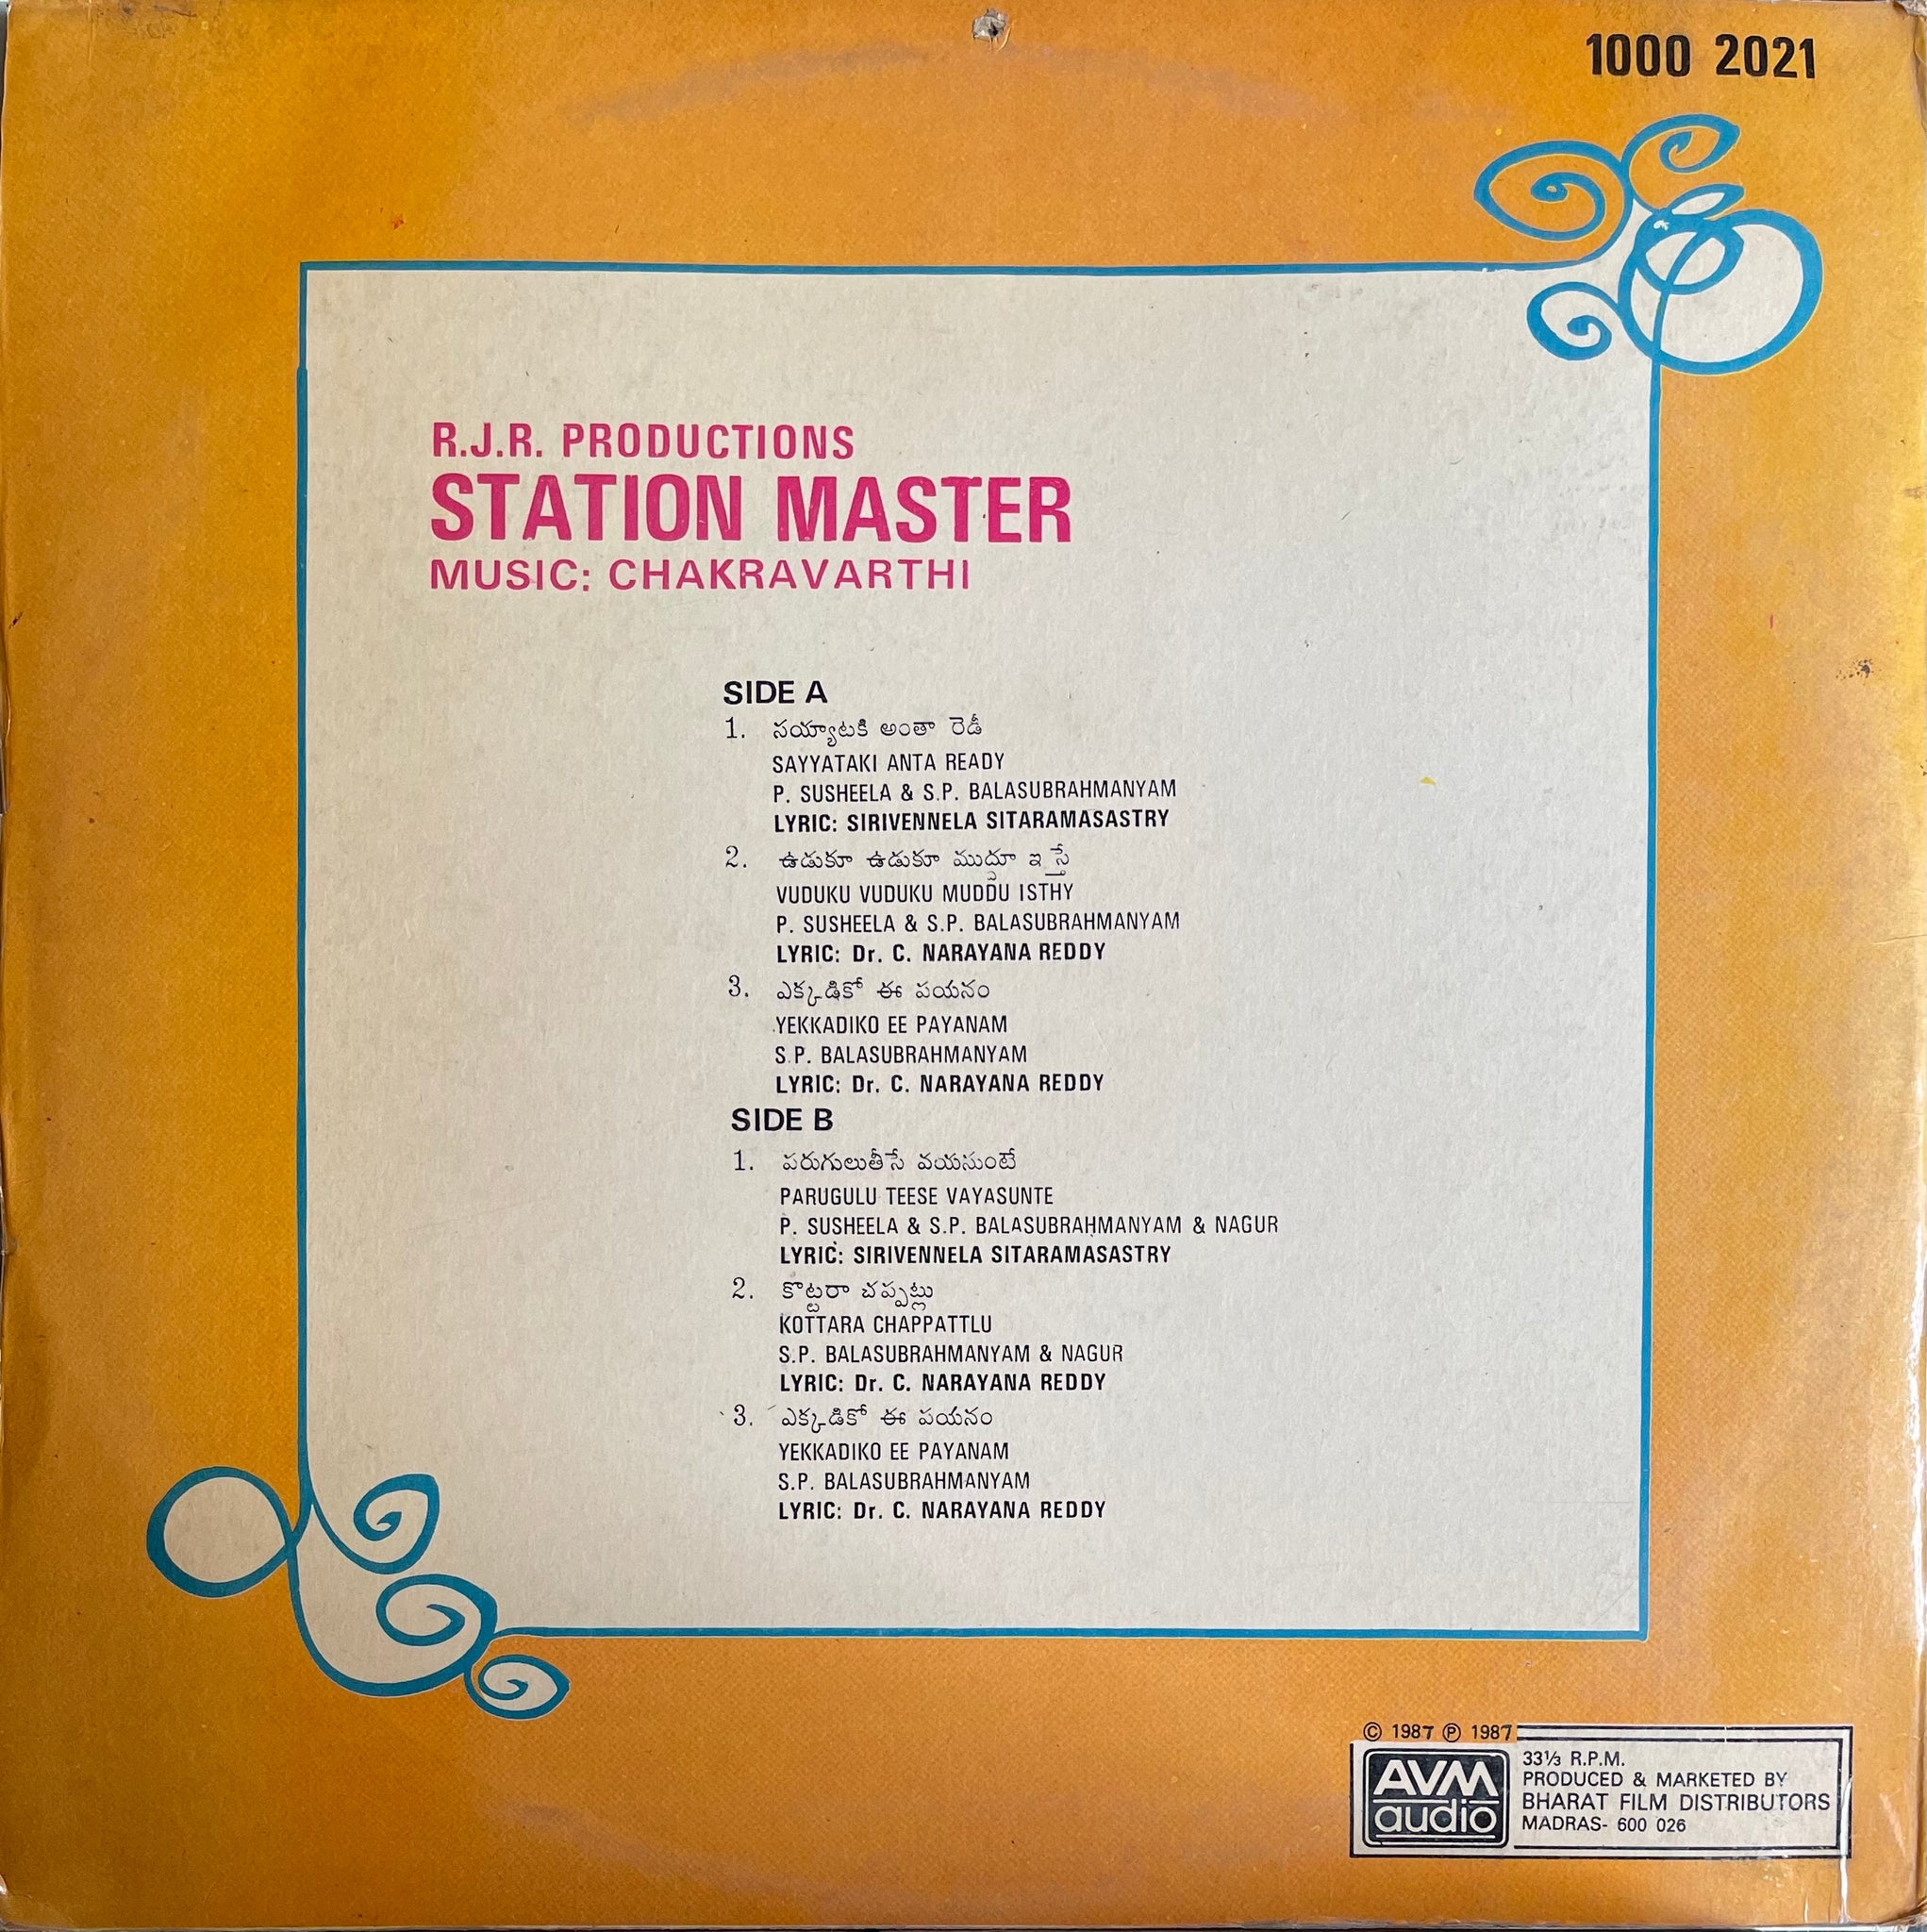 1000 2021
R.J.R. PRODUCTIONS
STATION MASTER
MUSIC: CHAKRAVARTHI
SIDE A
1. సయ్యాటకి అంతా రెడీ
SAYYATAKI ANTA READY
P. SUSHEELA & S.P. BALASUBRAHMANYAM
LYRIC: SIRIVENNELA SITARAMASASTRY
2. ఉడుకూ ఉడుకూ ముద్దూ ఇస్తే
VUDUKU VUDUKU MUDDU ISTHY
P. SUSHEELA & S.P. BALASUBRAHMANYAM
LYRIC: Dr. C. NARAYANA REDDY
3. ఎక్కడికో ఈ పయనం
YEKKADIKO EE PAYANAM
S.P. BALASUBRAHMANYAM
LYRIC: Dr. C. NARAYANA REDDY
SIDE B
1. పరుగులుతీసే వయసుంటే
PARUGULU TEESE VAYASUNTE
P. SUSHEELA & S.P. BALASUBRAHMANYAM & NAGUR
LYRIC: SIRIVENNELA SITARAMASASTRY
2. కొట్టరా చప్పట్లు
KOTTARA CHAPPATTLU
S.P. BALASUBRAHMANYAM & NAGUR
LYRIC: Dr. C. NARAYANA REDDY
3. ఎక్కడికో ఈ పయనం
YEKKADIKO EE PAYANAM
S.P. BALASUBRAHMANYAM
LYRIC: Dr. C. NARAYANA REDDY
© 1987 ℗ 1987
AVM
audio
33⅓ R.P.M.
PRODUCED & MARKETED BY
BHARAT FILM DISTRIBUTORS
MADRAS- 600 026